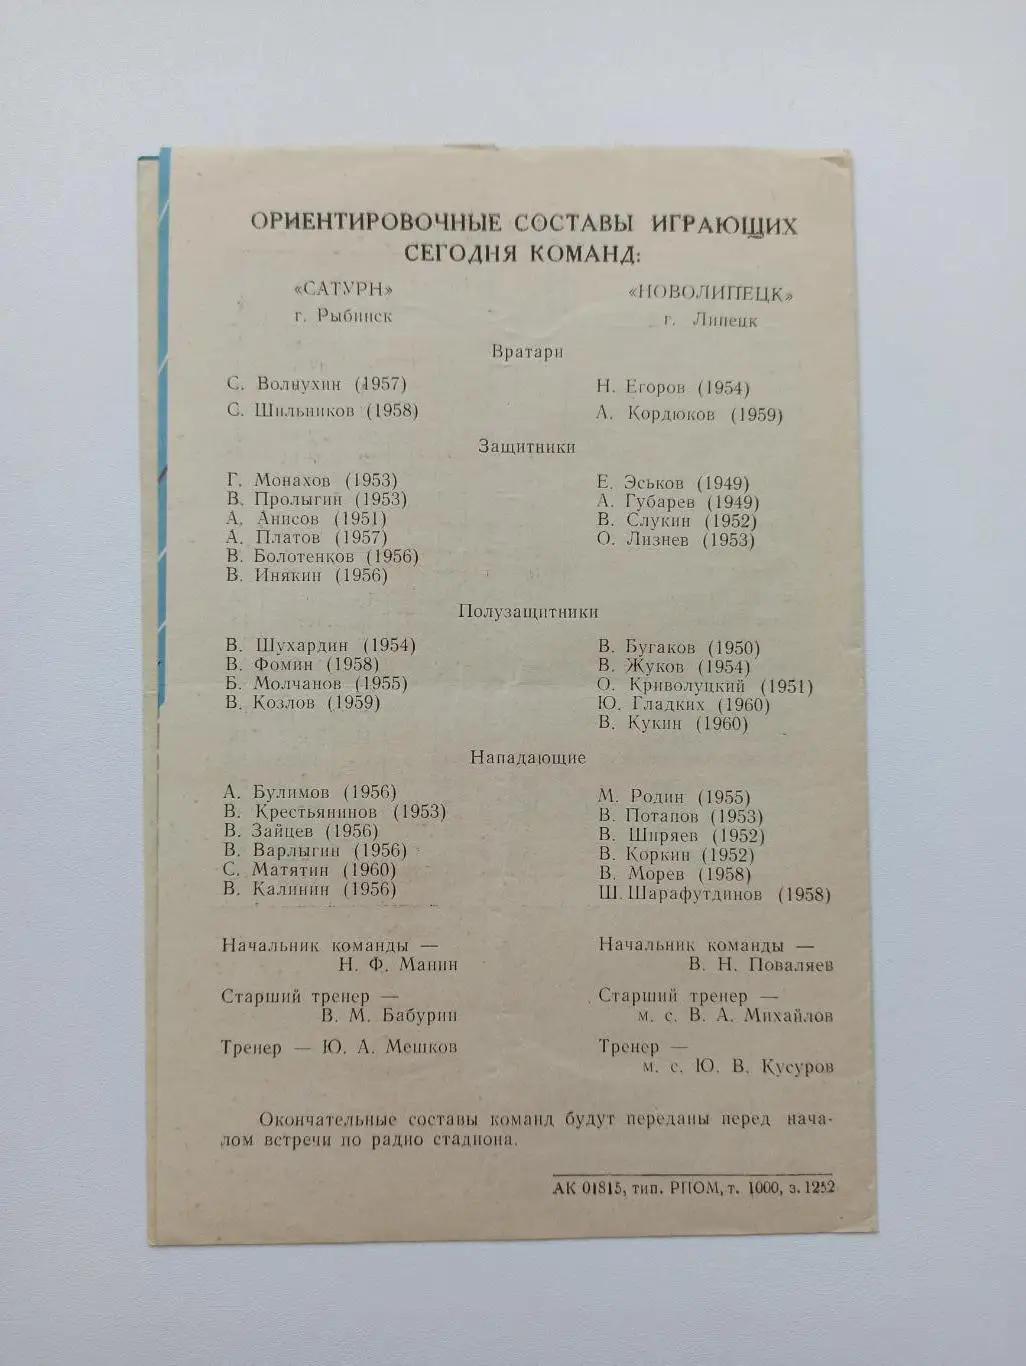 ОРИЕНТИРОВОЧНЫЕ СОСТАВЫ ИГРАЮЩИХ
СЕГОДНЯ КОМАНД:
«САТУРН»
г. Рыбинск
«НОВОЛИПЕЦК»
г. Липецк
Вратари
С. Волнухин (1957)
С. Шильников (1958)
Н. Егоров (1954)
А. Кордюков (1959)
Защитники
Г. Монахов (1953)
В. Пролыгин (1953)
А. Анисов (1951)
А. Платов (1957)
В. Болотенков (1956)
В. Инякин (1956)
Е. Эськов (1949)
А. Губарев (1949)
В. Слукин (1952)
О. Лизнев (1953)
Полузащитники
В. Шухардин (1954)
В. Фомин (1958)
Б. Молчанов (1955)
В. Козлов (1959)
В. Бугаков (1950)
В. Жуков (1954)
О. Криволуцкий (1951)
Ю. Гладких (1960)
В. Кукин (1960)
Нападающие
А. Булимов (1956)
В. Крестьянинов (1953)
В. Зайцев (1956)
В. Варлыгин (1956)
С. Матятин (1960)
В. Калинин (1956)
М. Родин (1955)
В. Потапов (1953)
В. Ширяев (1952)
В. Коркин (1952)
В. Морев (1958)
Ш. Шарафутдинов (1958)
Начальник команды —
Н. Ф. Манин
Старший тренер —
В. М. Бабурин
Тренер — Ю. А. Мешков
Начальник команды —
В. Н. Поваляев
Старший тренер —
м. с. В. А. Михайлов
Тренер —
м. с. Ю. В. Кусуров
Окончательные составы команд будут переданы перед нача-
лом встречи по радио стадиона.
АК 01815, тип. РПОМ, т. 1000, з. 1252